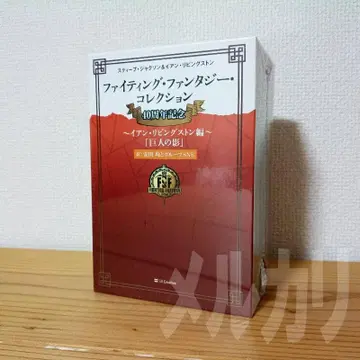 スティーブ・ジャクソン&イアン・リビングストン
ファイティング・ファンタジー・
コレクション
40周年記念
~イアン・リビングストン編~
「巨人の影」
FF
メルカリ